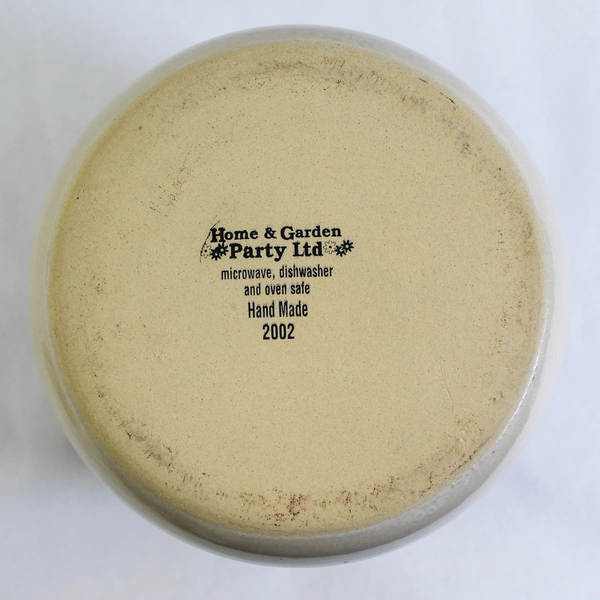 Home & Garden
Party Ltd
microwave, dishwasher
and oven safe
Hand Made
2002